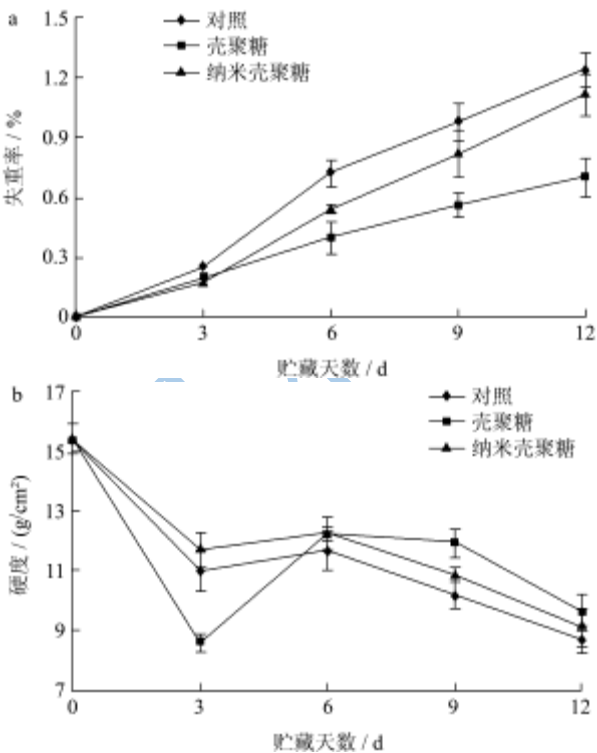 a
1.5
1.2
0.9
0.6
0.3
0
失重率 / %
对照
壳聚糖
纳米壳聚糖
0 3 6 9 12
贮藏天数 / d
b
17
15
13
11
9
7
硬度 / (g/cm²)
对照
壳聚糖
纳米壳聚糖
0 3 6 9 12
贮藏天数 / d